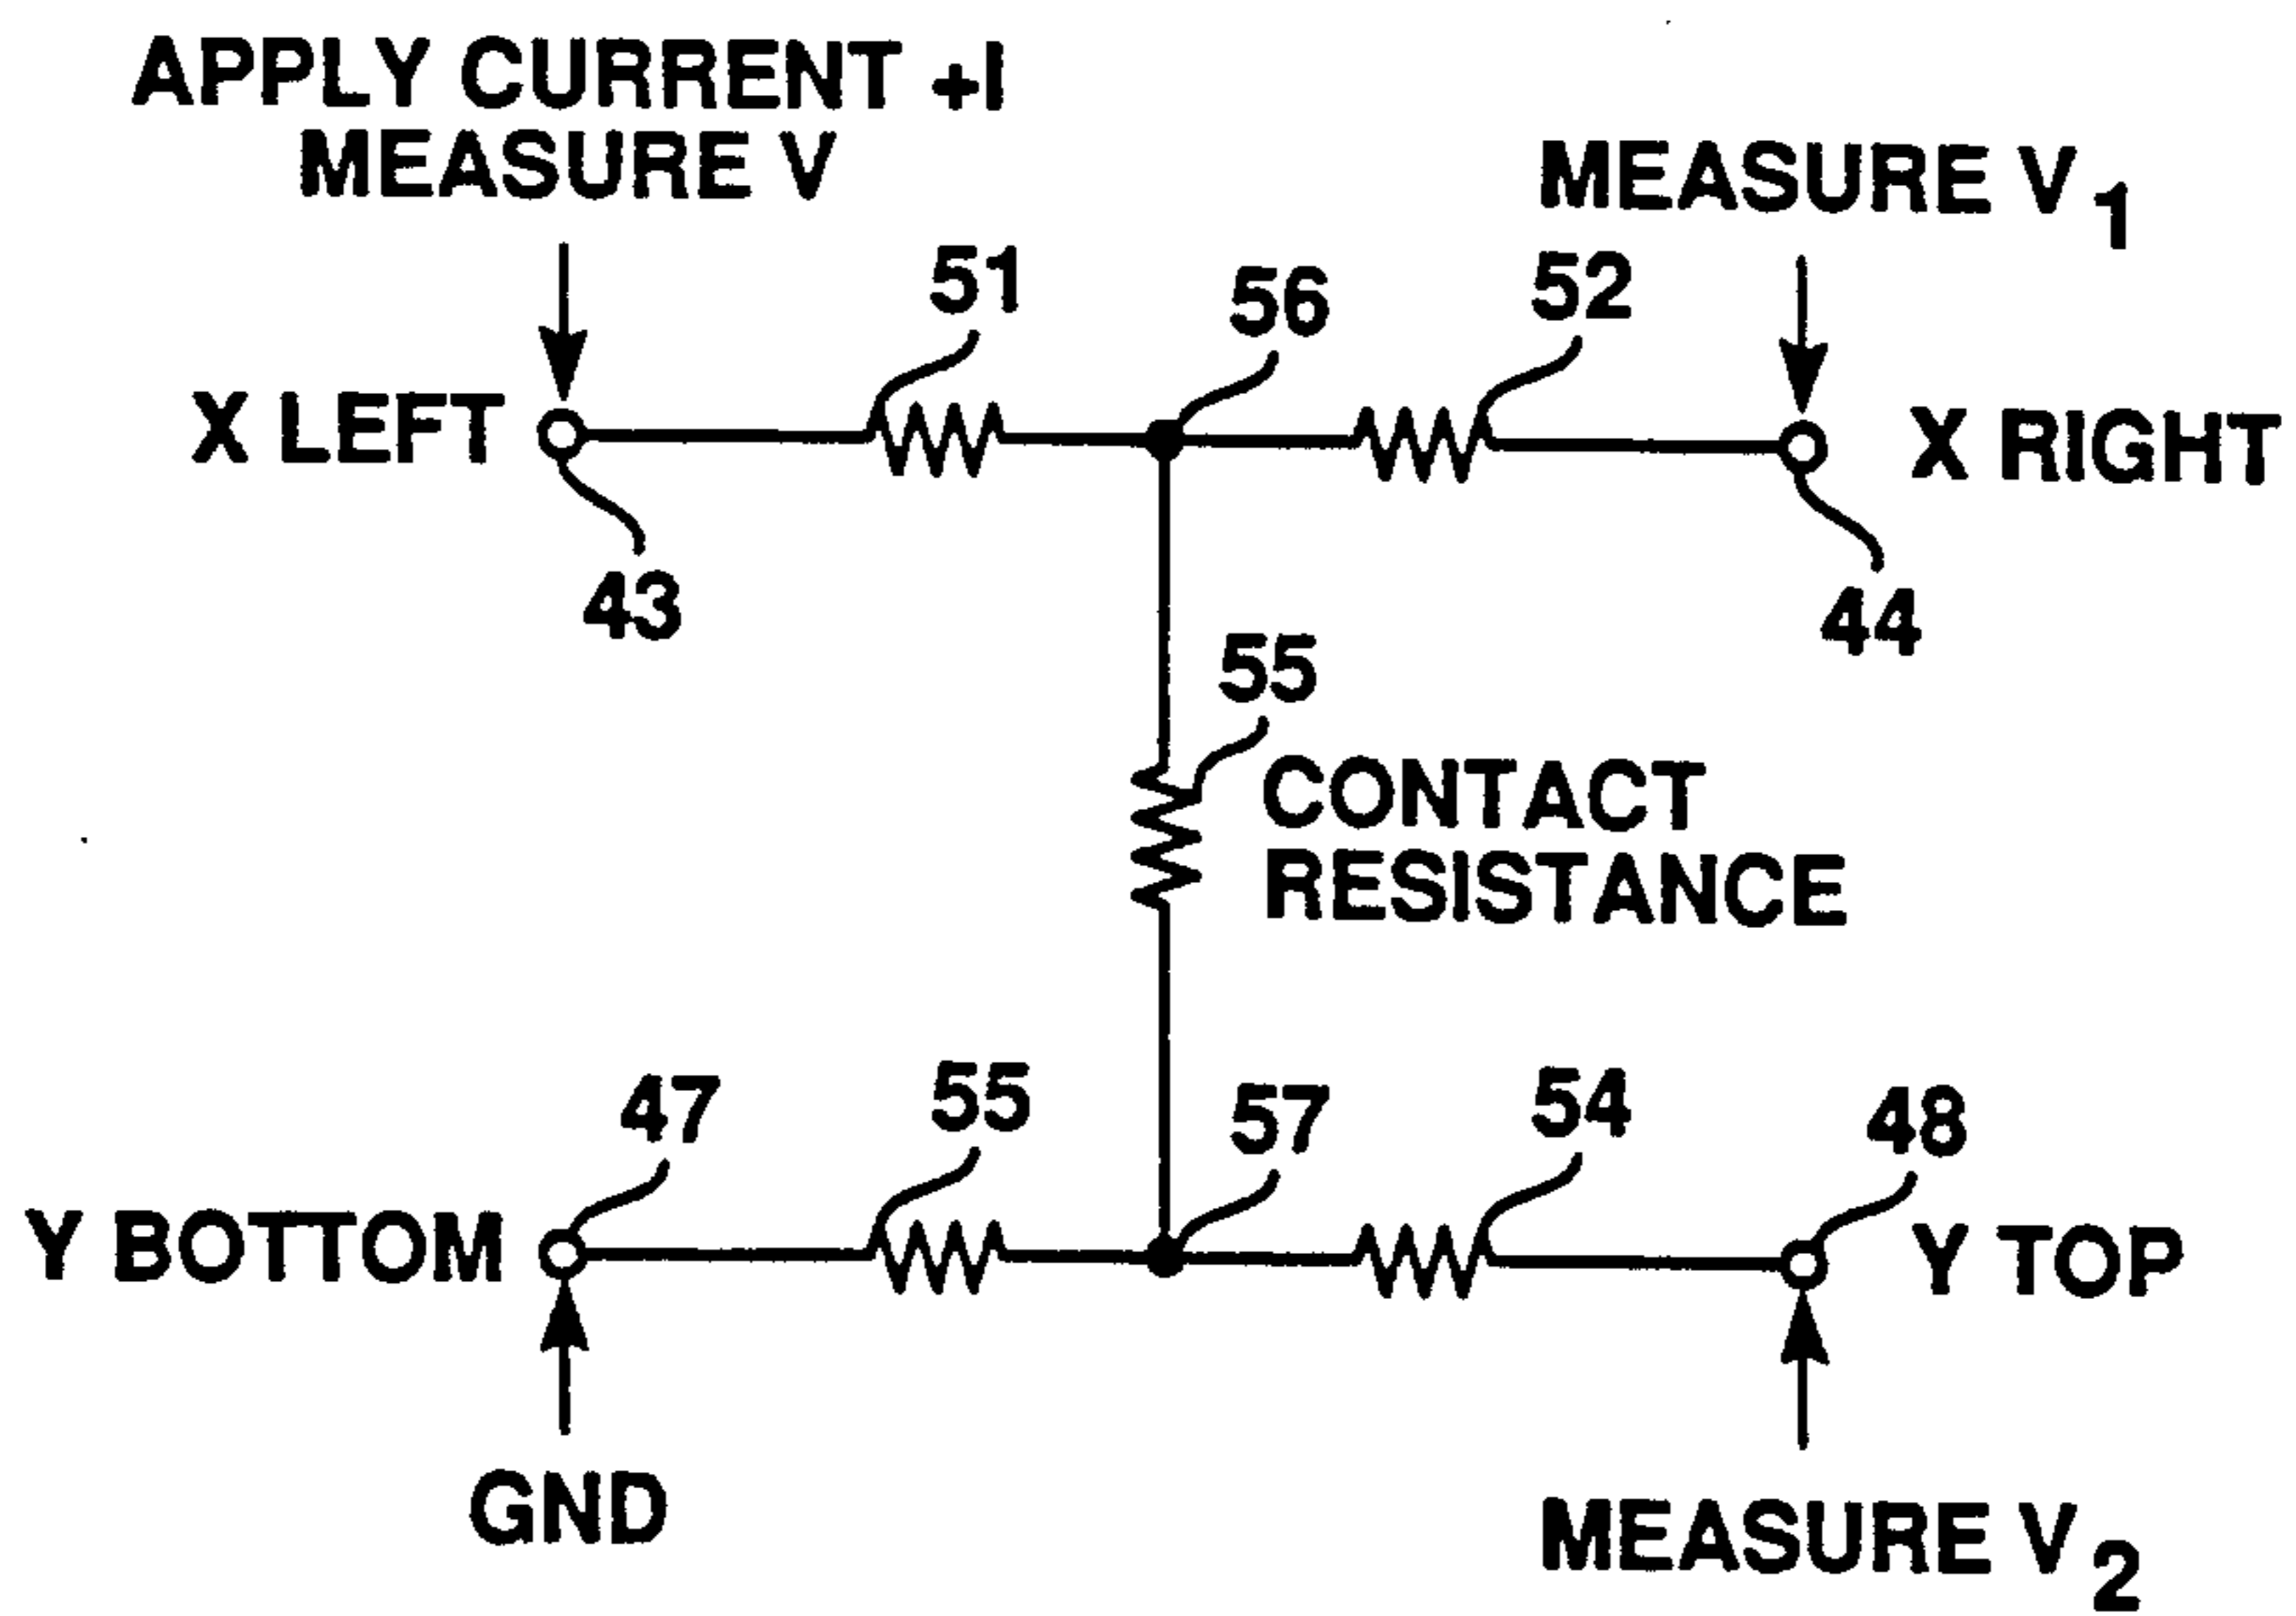 APPLY CURRENT +I
MEASURE V
MEASURE V1
51
56
52
X LEFT
X RIGHT
43
44
55
CONTACT
RESISTANCE
47
55
57
54
48
Y BOTTOM
Y TOP
GND
MEASURE V2